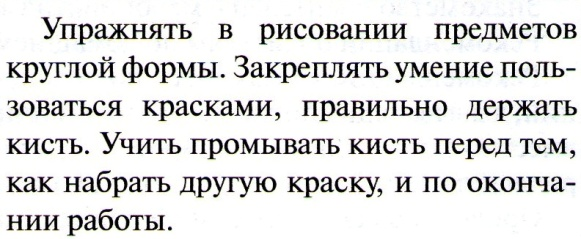 Упражнять в рисовании предметов
круглой формы. Закреплять умение поль-
зоваться красками, правильно держать
кисть. Учить промывать кисть перед тем,
как набрать другую краску, и по оконча-
нии работы.